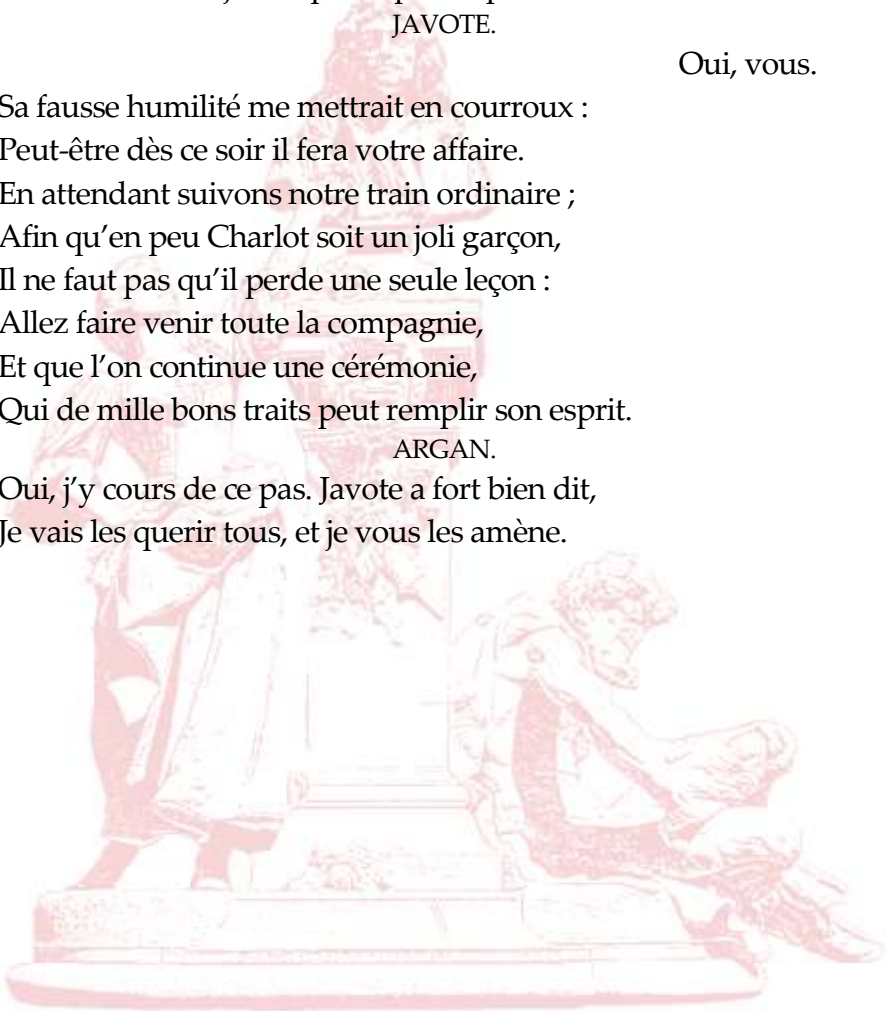 JAVOTE.
Oui, vous.
Sa fausse humilité me mettrait en courroux :
Peut-être dès ce soir il fera votre affaire.
En attendant suivons notre train ordinaire ;
Afin qu’en peu Charlot soit un joli garçon,
Il ne faut pas qu’il perde une seule leçon :
Allez faire venir toute la compagnie,
Et que l’on continue une cérémonie,
Qui de mille bons traits peut remplir son esprit.
ARGAN.
Oui, j’y cours de ce pas. Javote a fort bien dit,
Je vais les querir tous, et je vous les amène.